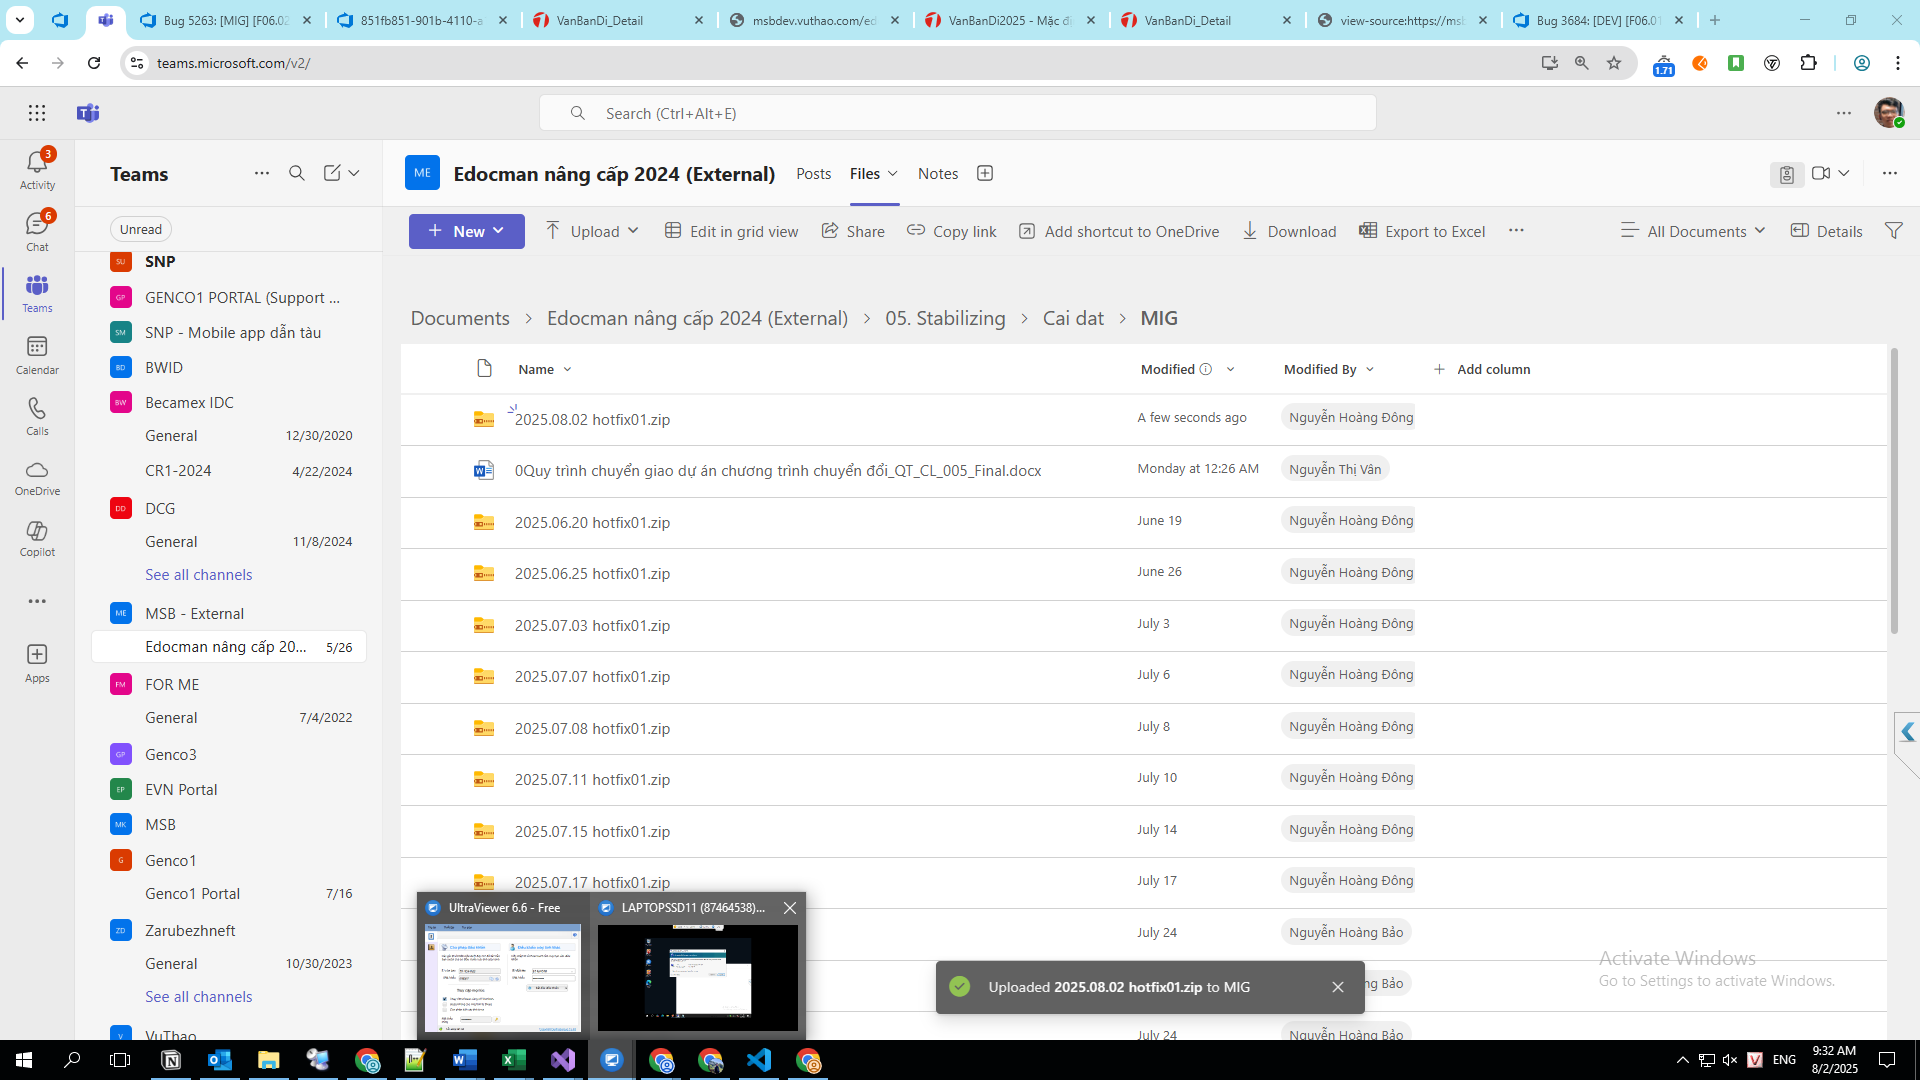 Bug 5263: [MIG] [F06.02
851fb851-901b-4110-a
VanBanDi_Detail
msbdev.vuthao.com/ed
VanBanDi2025 - Mặc đị
VanBanDi_Detail
view-source:https://msb
Bug 3684: [DEV] [F06.01
teams.microsoft.com/v2/
1.71
Search (Ctrl+Alt+E)
3
Activity
6
Chat
Teams
Calendar
Calls
OneDrive
Copilot
Apps
Teams
Unread
SU SNP
GP GENCO1 PORTAL (Support ...
SM SNP - Mobile app dẫn tàu
BD BWID
BW Becamex IDC
General 12/30/2020
CR1-2024 4/22/2024
DD DCG
General 11/8/2024
See all channels
ME MSB - External
Edocman nâng cấp 20... 5/26
FM FOR ME
General 7/4/2022
GP Genco3
EP EVN Portal
MK MSB
G Genco1
Genco1 Portal 7/16
ZD Zarubezhneft
General 10/30/2023
See all channels
V VuThao
ME Edocman nâng cấp 2024 (External) Posts Files Notes
New Upload Edit in grid view Share Copy link Add shortcut to OneDrive Download Export to Excel All Documents Details
Documents > Edocman nâng cấp 2024 (External) > 05. Stabilizing > Cai dat > MIG
Name Modified Modified By Add column
2025.08.02 hotfix01.zip A few seconds ago Nguyễn Hoàng Đông
0Quy trình chuyển giao dự án chương trình chuyển đổi_QT_CL_005_Final.docx Monday at 12:26 AM Nguyễn Thị Vân
2025.06.20 hotfix01.zip June 19 Nguyễn Hoàng Đông
2025.06.25 hotfix01.zip June 26 Nguyễn Hoàng Đông
2025.07.03 hotfix01.zip July 3 Nguyễn Hoàng Đông
2025.07.07 hotfix01.zip July 6 Nguyễn Hoàng Đông
2025.07.08 hotfix01.zip July 8 Nguyễn Hoàng Đông
2025.07.11 hotfix01.zip July 10 Nguyễn Hoàng Đông
2025.07.15 hotfix01.zip July 14 Nguyễn Hoàng Đông
2025.07.17 hotfix01.zip July 17 Nguyễn Hoàng Đông
July 24 Nguyễn Hoàng Bảo
ng Bảo
July 24 Nguyễn Hoàng Bảo
UltraViewer 6.6 - Free
LAPTOPSSD11 (87464538)...
Uploaded 2025.08.02 hotfix01.zip to MIG
Activate Windows
Go to Settings to activate Windows.
ENG
9:32 AM
8/2/2025